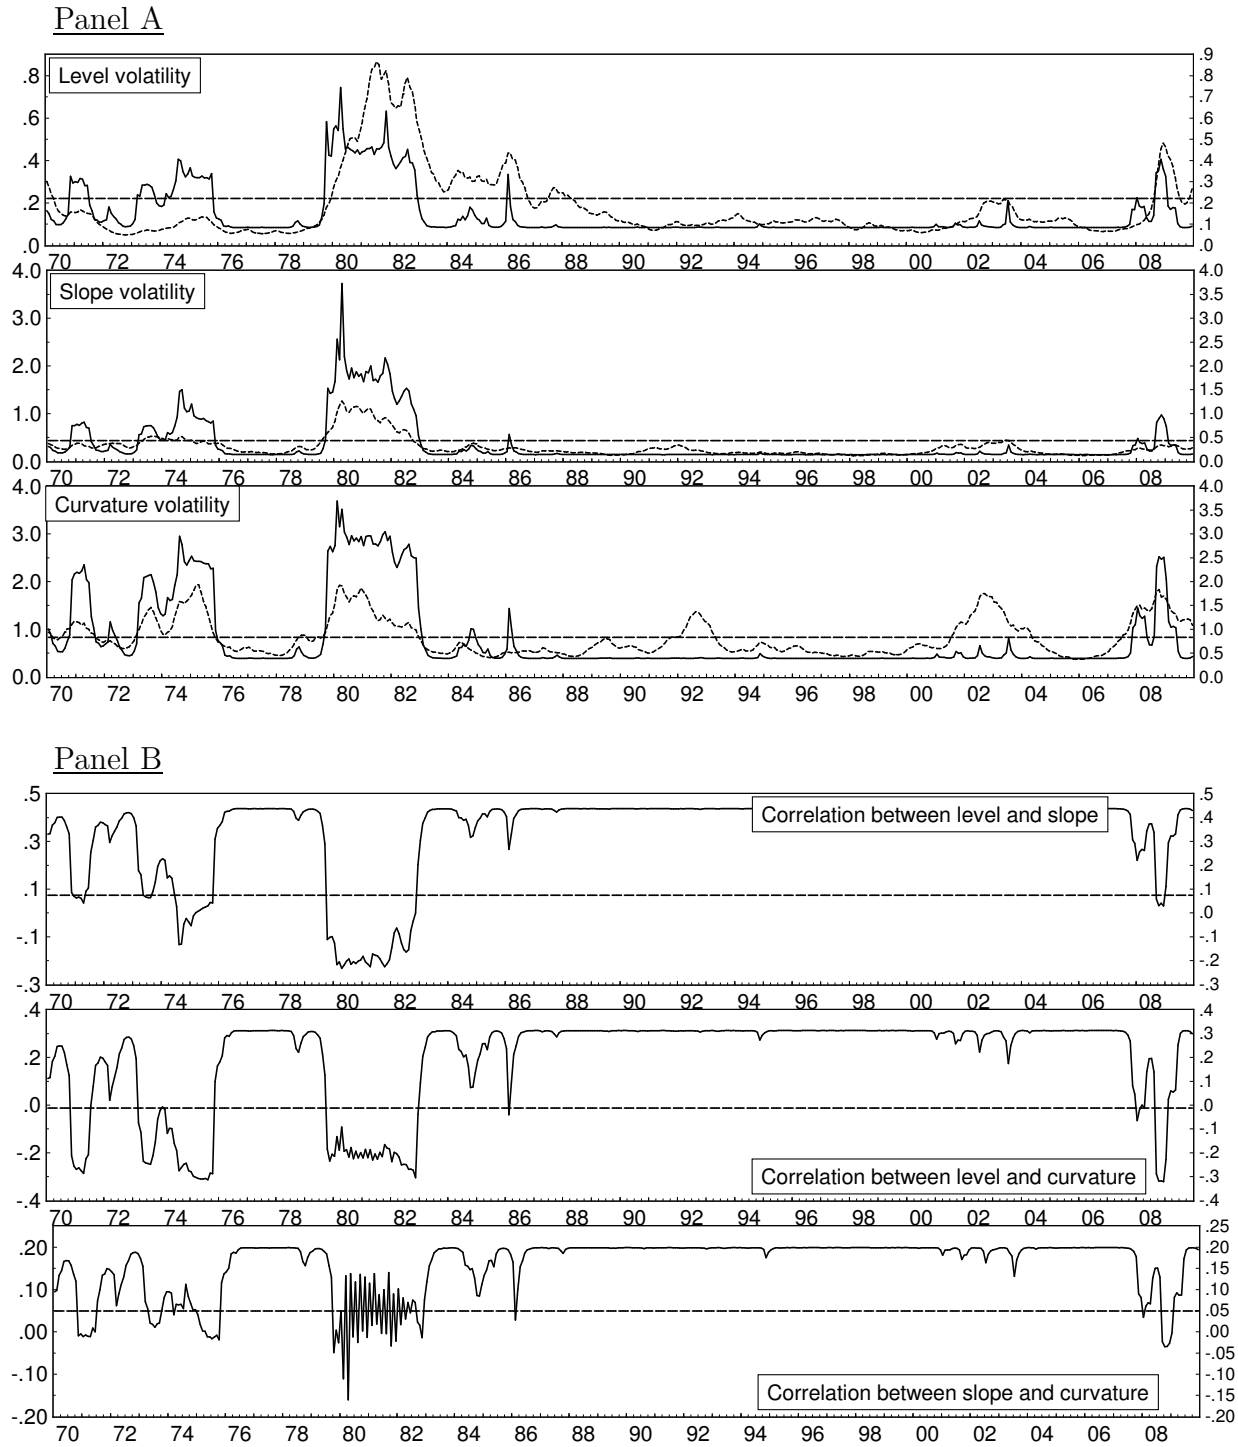 Panel A
Level volatility
.8 .6 .4 .2 .0
.9 .8 .7 .6 .5 .4 .3 .2 .1 .0
70 72 74 76 78 80 82 84 86 88 90 92 94 96 98 00 02 04 06 08
Slope volatility
4.0 3.0 2.0 1.0 0.0
4.0 3.5 3.0 2.5 2.0 1.5 1.0 0.5 0.0
70 72 74 76 78 80 82 84 86 88 90 92 94 96 98 00 02 04 06 08
Curvature volatility
4.0 3.0 2.0 1.0 0.0
4.0 3.5 3.0 2.5 2.0 1.5 1.0 0.5 0.0
70 72 74 76 78 80 82 84 86 88 90 92 94 96 98 00 02 04 06 08
Panel B
Correlation between level and slope
.5 .3 .1 -.1 -.3
.5 .4 .3 .2 .1 .0 -.1 -.2 -.3
70 72 74 76 78 80 82 84 86 88 90 92 94 96 98 00 02 04 06 08
.4 .2 .0 -.2 -.4
.4 .3 .2 .1 .0 -.1 -.2 -.3 -.4
Correlation between level and curvature
70 72 74 76 78 80 82 84 86 88 90 92 94 96 98 00 02 04 06 08
.20 .10 .00 -.10 -.20
.25 .20 .15 .10 .05 .00 -.05 -.10 -.15 -.20
Correlation between slope and curvature
70 72 74 76 78 80 82 84 86 88 90 92 94 96 98 00 02 04 06 08